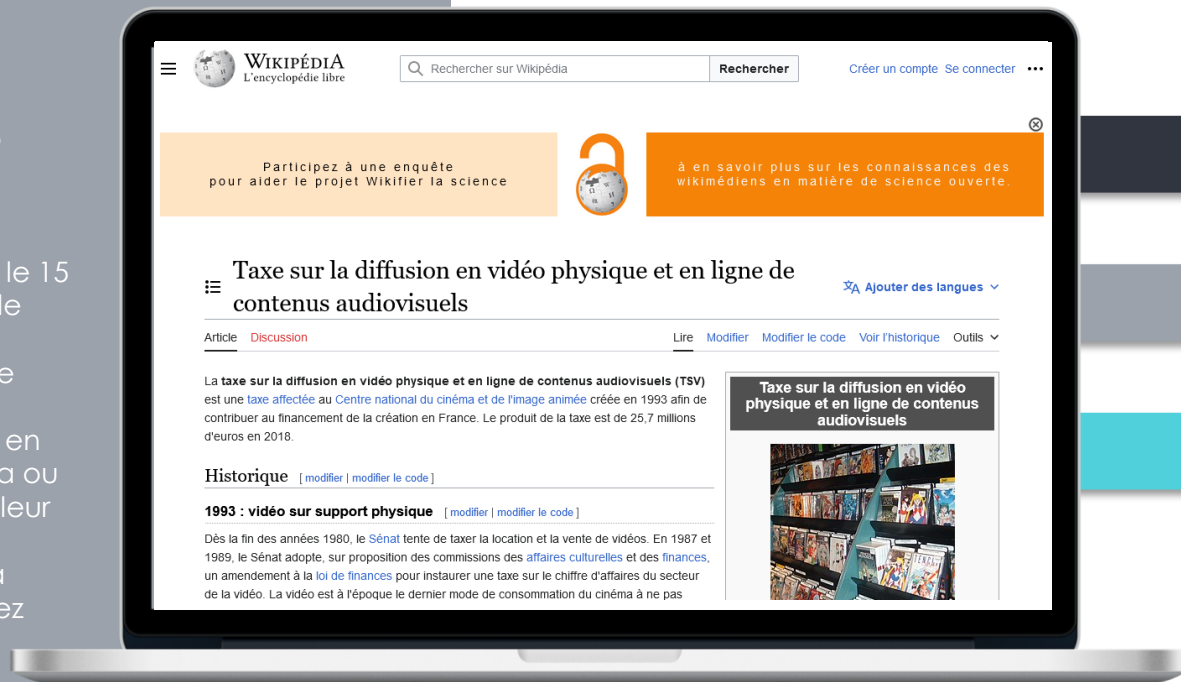 le 15
le
e
en
a ou
leur
a
ez
WIKIPÉDIA
L'encyclopédie libre
Rechercher sur Wikipédia
Rechercher
Créer un compte Se connecter
Participez à une enquête
pour aider le projet Wikifier la science
à en savoir plus sur les connaissances des
wikimédiens en matière de science ouverte.
Taxe sur la diffusion en vidéo physique et en ligne de
contenus audiovisuels
Ajouter des langues
Article Discussion
Lire Modifier Modifier le code Voir l'historique Outils
La taxe sur la diffusion en vidéo physique et en ligne de contenus audiovisuels (TSV)
est une taxe affectée au Centre national du cinéma et de l'image animée créée en 1993 afin de
contribuer au financement de la création en France. Le produit de la taxe est de 25,7 millions
d'euros en 2018.
Taxe sur la diffusion en vidéo
physique et en ligne de contenus
audiovisuels
Historique [ modifier | modifier le code ]
1993 : vidéo sur support physique [ modifier | modifier le code ]
Dès la fin des années 1980, le Sénat tente de taxer la location et la vente de vidéos. En 1987 et
1989, le Sénat adopte, sur proposition des commissions des affaires culturelles et des finances,
un amendement à la loi de finances pour instaurer une taxe sur le chiffre d'affaires du secteur
de la vidéo. La vidéo est à l'époque le dernier mode de consommation du cinéma à ne pas